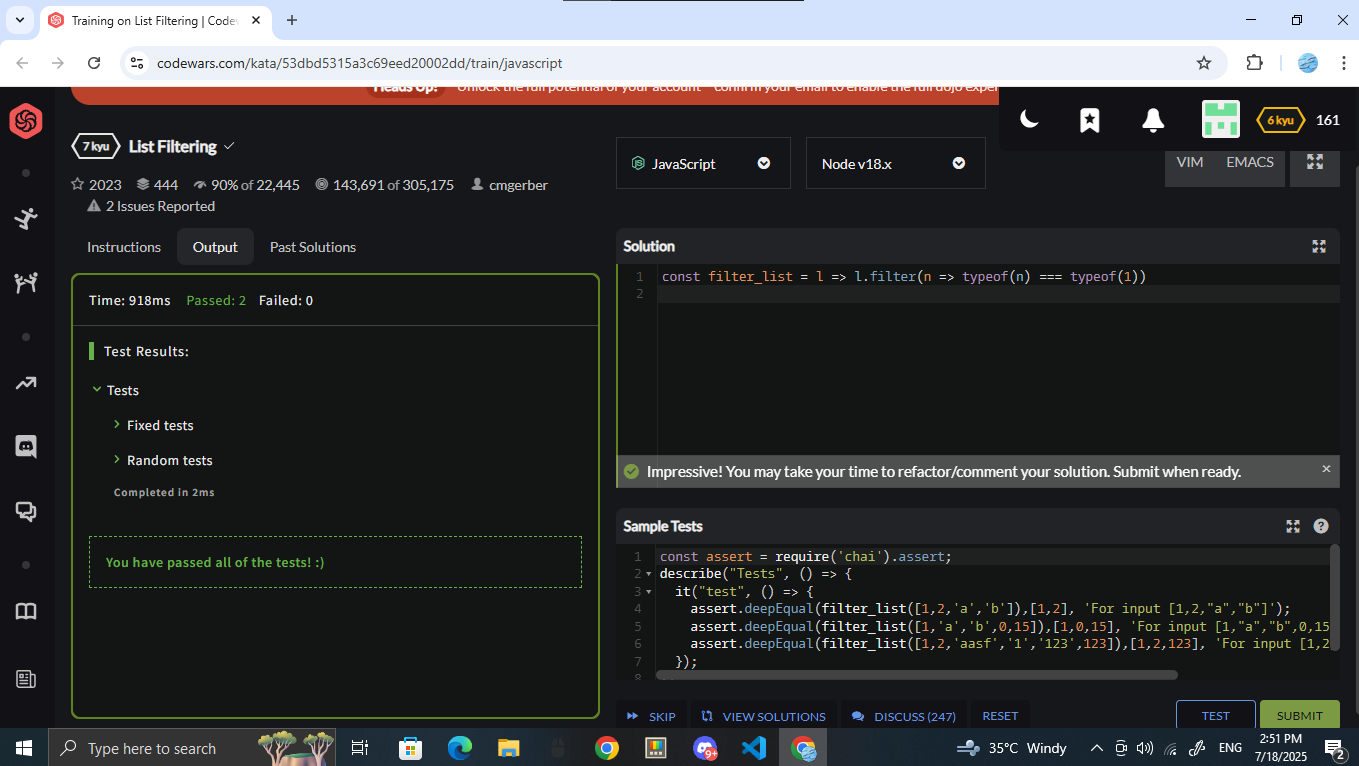 Training on List Filtering | Codew
codewars.com/kata/53dbd5315a3c69eed20002dd/train/javascript
Heads Up! Unlock the full potential of your account - confirm your email to enable the full dojo exper
6 kyu 161
7 kyu List Filtering
JavaScript
Node v18.x
VIM EMACS
2023 444 90% of 22,445 143,691 of 305,175 cmgerber
2 Issues Reported
Instructions Output Past Solutions
Time: 918ms Passed: 2 Failed: 0
Test Results:
Tests
Fixed tests
Random tests
Completed in 2ms
You have passed all of the tests! :)
Solution
1 const filter_list = l => l.filter(n => typeof(n) === typeof(1))
2
Impressive! You may take your time to refactor/comment your solution. Submit when ready.
Sample Tests
1 const assert = require('chai').assert;
2 describe("Tests", () => {
3 it("test", () => {
4 assert.deepEqual(filter_list([1,2,'a','b']),[1,2], 'For input [1,2,"a","b"]');
5 assert.deepEqual(filter_list([1,'a','b',0,15]),[1,0,15], 'For input [1,"a","b",0,15
6 assert.deepEqual(filter_list([1,2,'aasf','1','123',123]),[1,2,123], 'For input [1,2
7 });
8
SKIP VIEW SOLUTIONS DISCUSS (247) RESET TEST SUBMIT
Type here to search
9+
35°C Windy
ENG
2:51 PM
7/18/2025
2